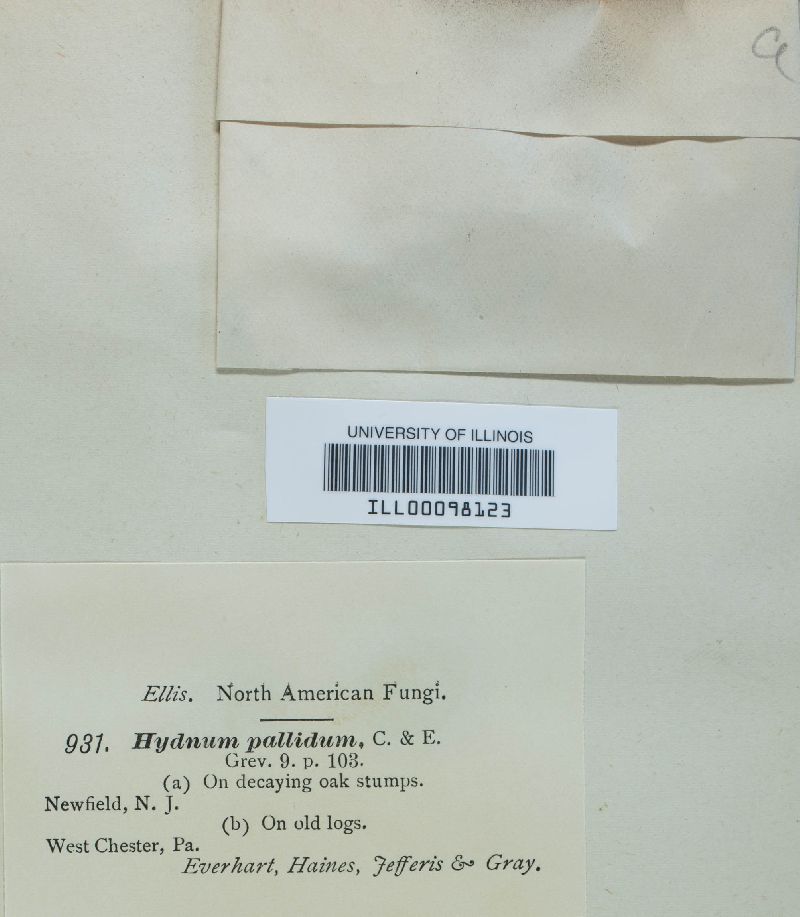 a
UNIVERSITY OF ILLINOIS
ILL00098123
Ellis. North American Fungi.
931. Hydnum pallidum, C. & E.
Grev. 9. p. 103.
(a) On decaying oak stumps.
Newfield, N. J.
(b) On old logs.
West Chester, Pa.
Everhart, Haines, Jefferis & Gray.